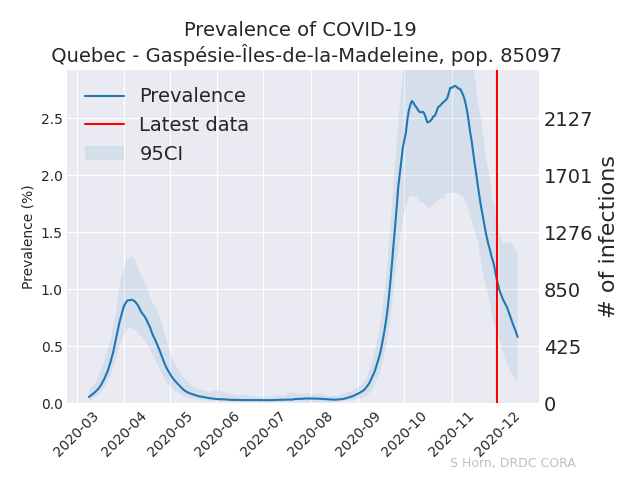 Prevalence of COVID-19
Quebec - Gaspésie-Îles-de-la-Madeleine, pop. 85097
Prevalence
Latest data
95CI
Prevalence (%)
2.5
2.0
1.5
1.0
0.5
0.0
2127
1701
1276
850
425
0
# of infections
2020-03
2020-04
2020-05
2020-06
2020-07
2020-08
2020-09
2020-10
2020-11
2020-12
S Horn, DRDC CORA